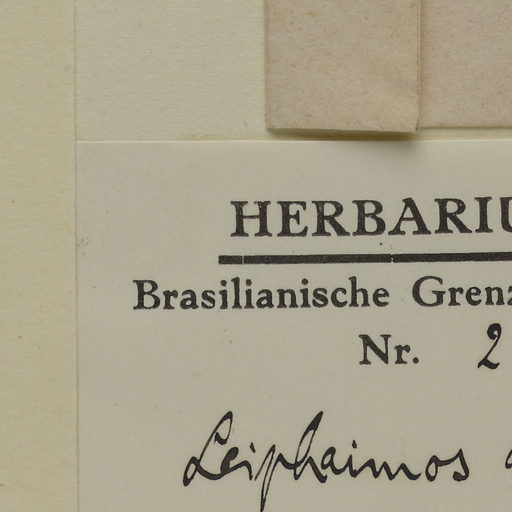 HERBARIU
Brasilianische Grenz
Nr. 2
Leiphaimos